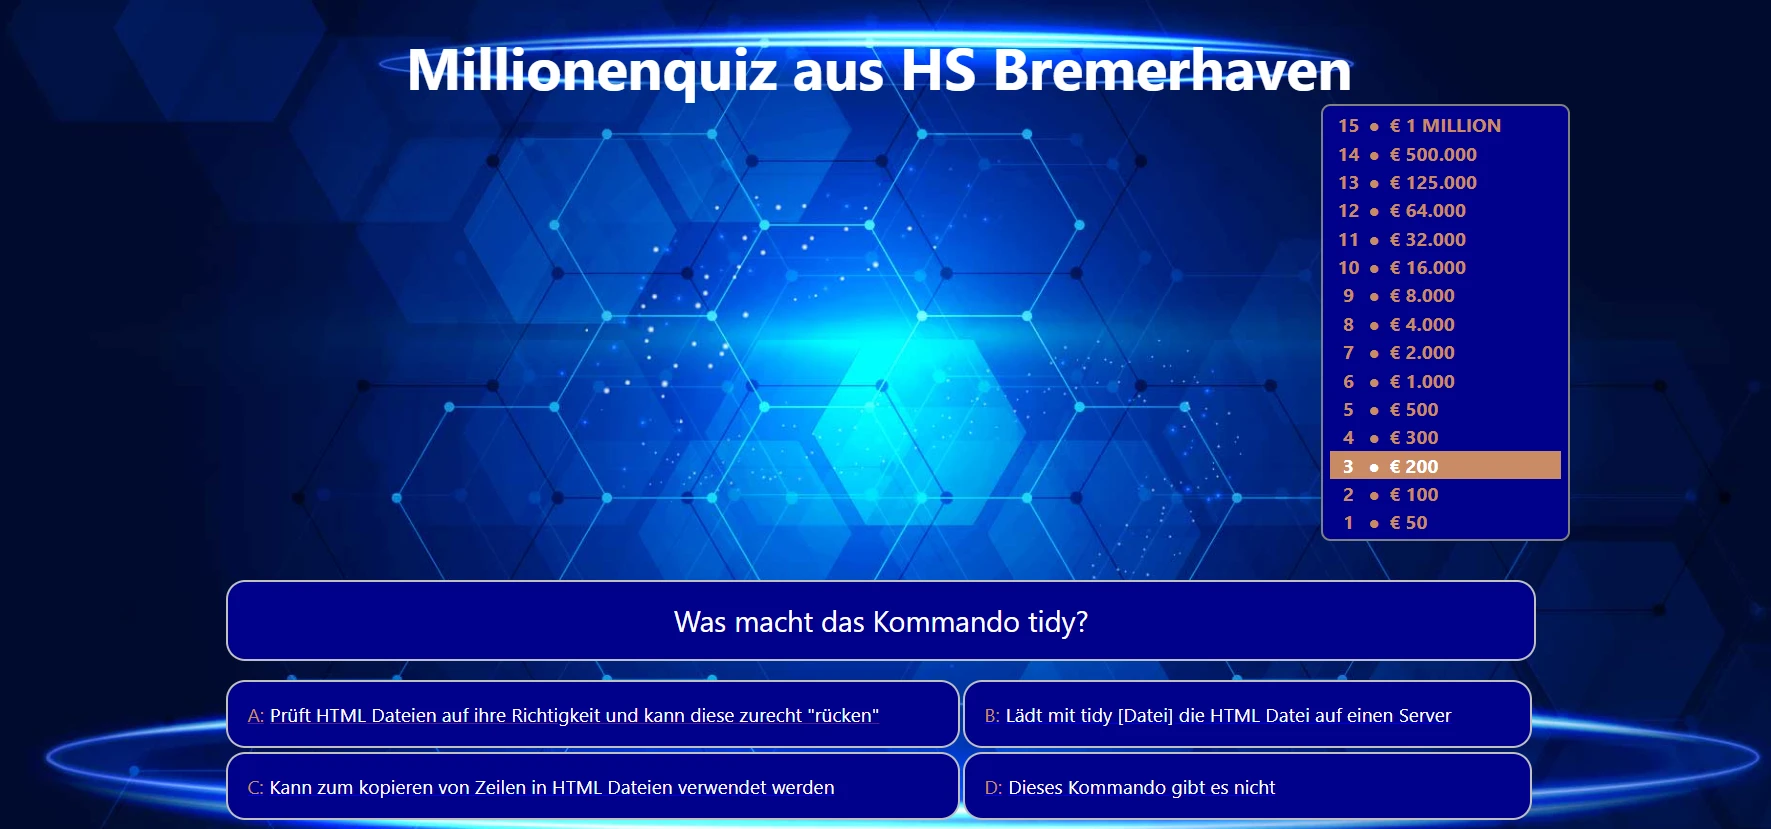 Millionenquiz aus HS Bremerhaven
15 ● € 1 MILLION
14 ● € 500.000
13 ● € 125.000
12 ● € 64.000
11 ● € 32.000
10 ● € 16.000
9 ● € 8.000
8 ● € 4.000
7 ● € 2.000
6 ● € 1.000
5 ● € 500
4 ● € 300
3 ● € 200
2 ● € 100
1 ● € 50
Was macht das Kommando tidy?
A: Prüft HTML Dateien auf ihre Richtigkeit und kann diese zurecht "rücken"
B: Lädt mit tidy [Datei] die HTML Datei auf einen Server
C: Kann zum kopieren von Zeilen in HTML Dateien verwendet werden
D: Dieses Kommando gibt es nicht